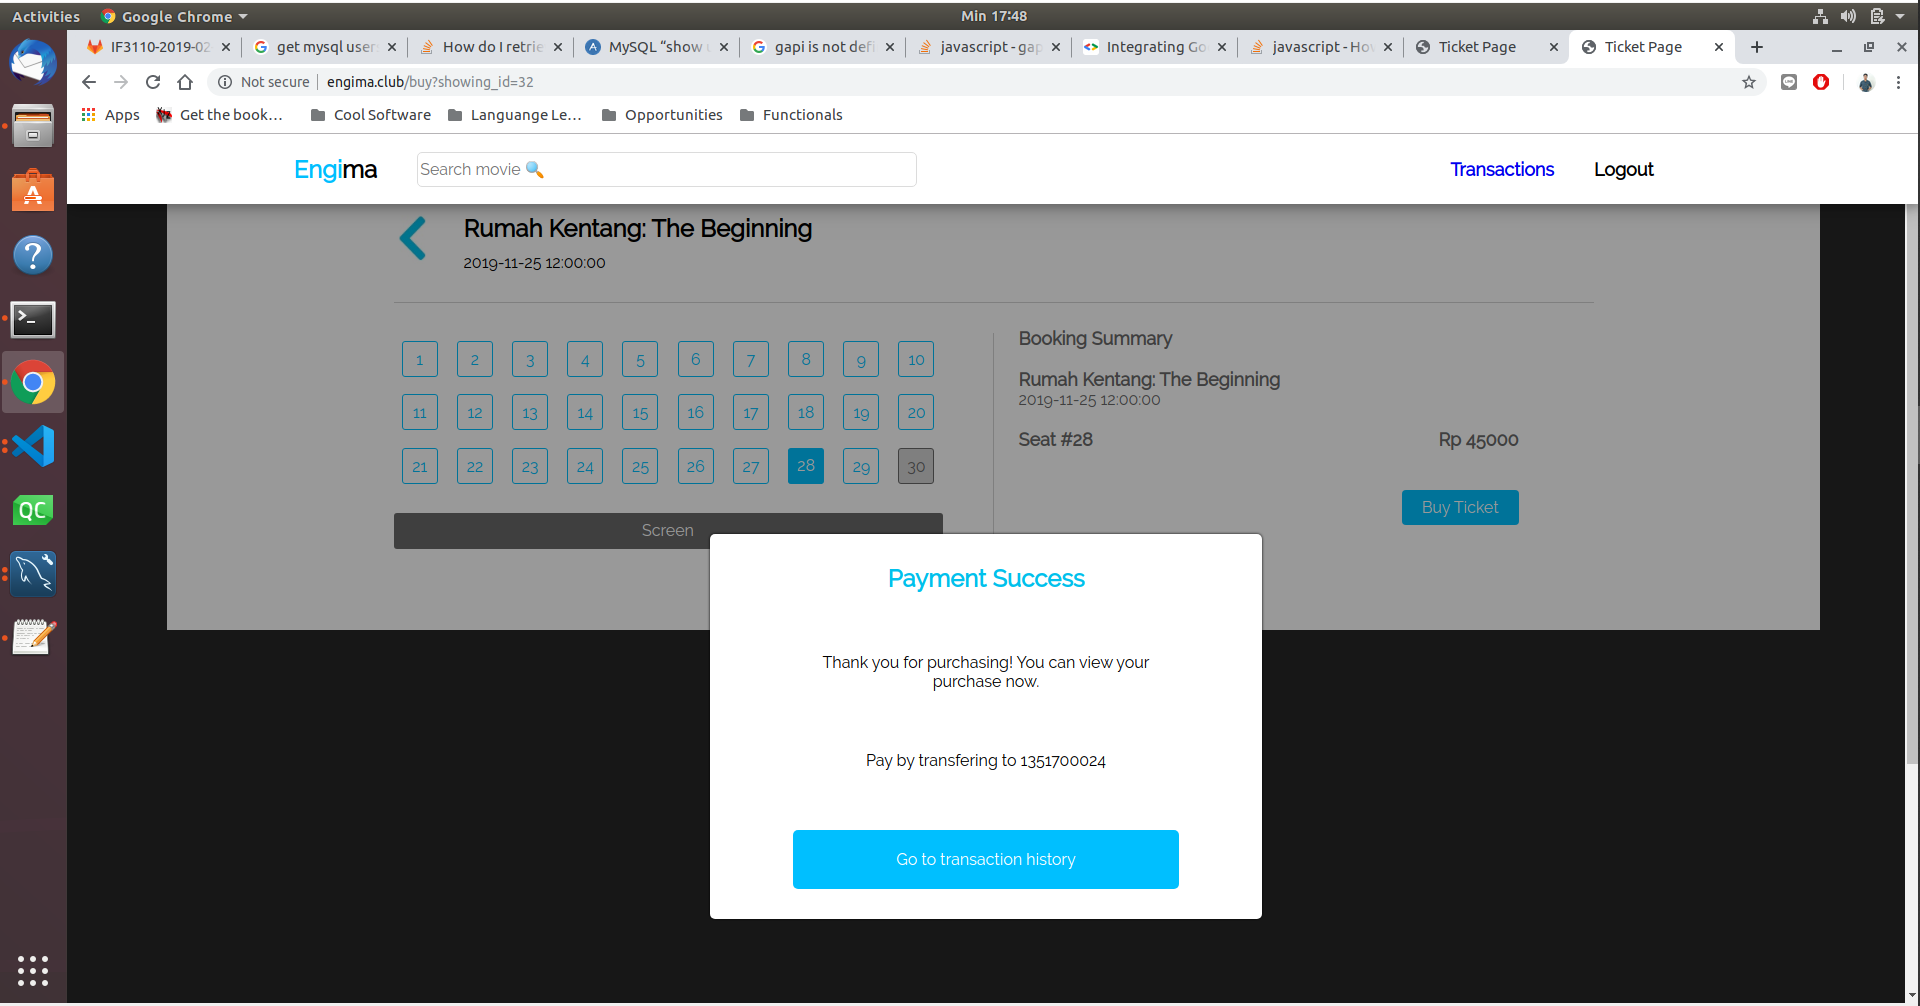 Activities
Google Chrome
Min 17:48
IF3110-2019-02
get mysql user
How do I retrie
MySQL “show u
gapi is not defi
javascript - gap
Integrating Go
javascript - Ho
Ticket Page
Ticket Page
Not secure
engima.club/buy?showing_id=32
Apps
Get the book...
Cool Software
Languange Le...
Opportunities
Functionals
Engima
Search movie 🔍
Transactions
Logout
Rumah Kentang: The Beginning
2019-11-25 12:00:00
1 2 3 4 5 6 7 8 9 10
11 12 13 14 15 16 17 18 19 20
21 22 23 24 25 26 27 28 29 30
Screen
Booking Summary
Rumah Kentang: The Beginning
2019-11-25 12:00:00
Seat #28
Rp 45000
Buy Ticket
Payment Success
Thank you for purchasing! You can view your
purchase now.
Pay by transfering to 1351700024
Go to transaction history
QC